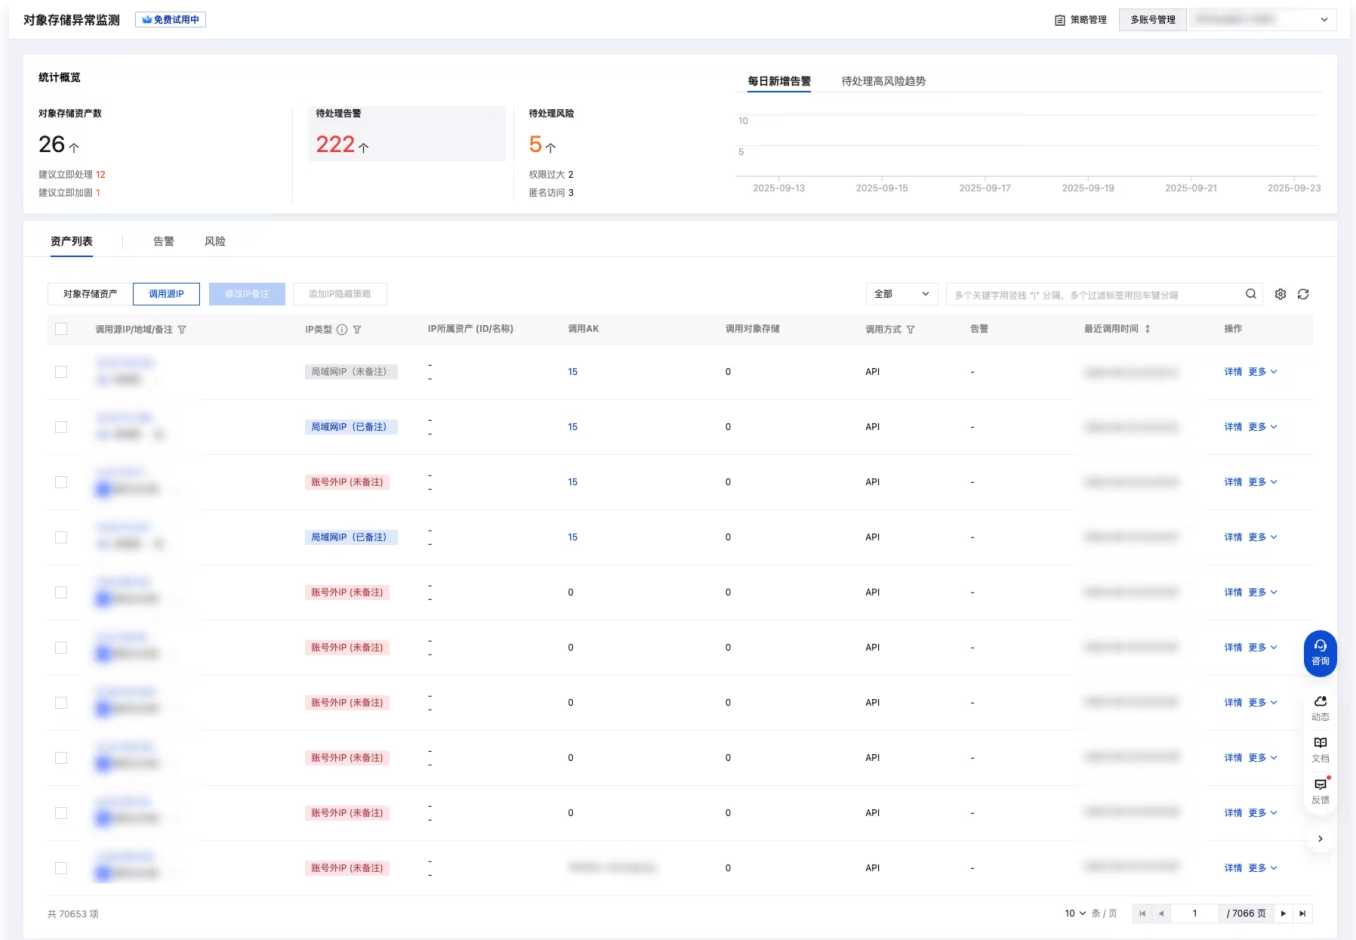 对象存储异常监测 免费试用中 策略管理 多账号管理
统计概览
每日新增告警 待处理高风险趋势
对象存储资产数 待处理告警 待处理风险
26 个 222 个 5 个
建议立即处理 12 权限过大 2
建议立即加固 1 匿名访问 3
10
5
2025-09-13 2025-09-15 2025-09-17 2025-09-19 2025-09-21 2025-09-23
资产列表 告警 风险
对象存储资产 调用源IP 修改IP备注 添加IP隐藏策略 全部 多个关键字用竖线 "|" 分隔，多个过滤标签用回车键分隔
调用源IP/地域/备注 IP类型 IP所属资产 (ID/名称) 调用AK 调用对象存储 调用方式 告警 最近调用时间 操作
局域网IP（未备注） - - 15 0 API - 详情 更多
局域网IP（已备注） - - 15 0 API - 详情 更多
账号外IP (未备注) - - 15 0 API - 详情 更多
局域网IP（已备注） - - 15 0 API - 详情 更多
账号外IP (未备注) - - 0 0 API - 详情 更多
账号外IP (未备注) - - 0 0 API - 详情 更多
账号外IP (未备注) - - 0 0 API - 详情 更多
账号外IP (未备注) - - 0 0 API - 详情 更多
账号外IP (未备注) - - 0 0 API - 详情 更多
账号外IP (未备注) - - 0 API - 详情 更多
咨询
动态
文档
反馈
共 70653 项 10 条 / 页 1 / 7066 页